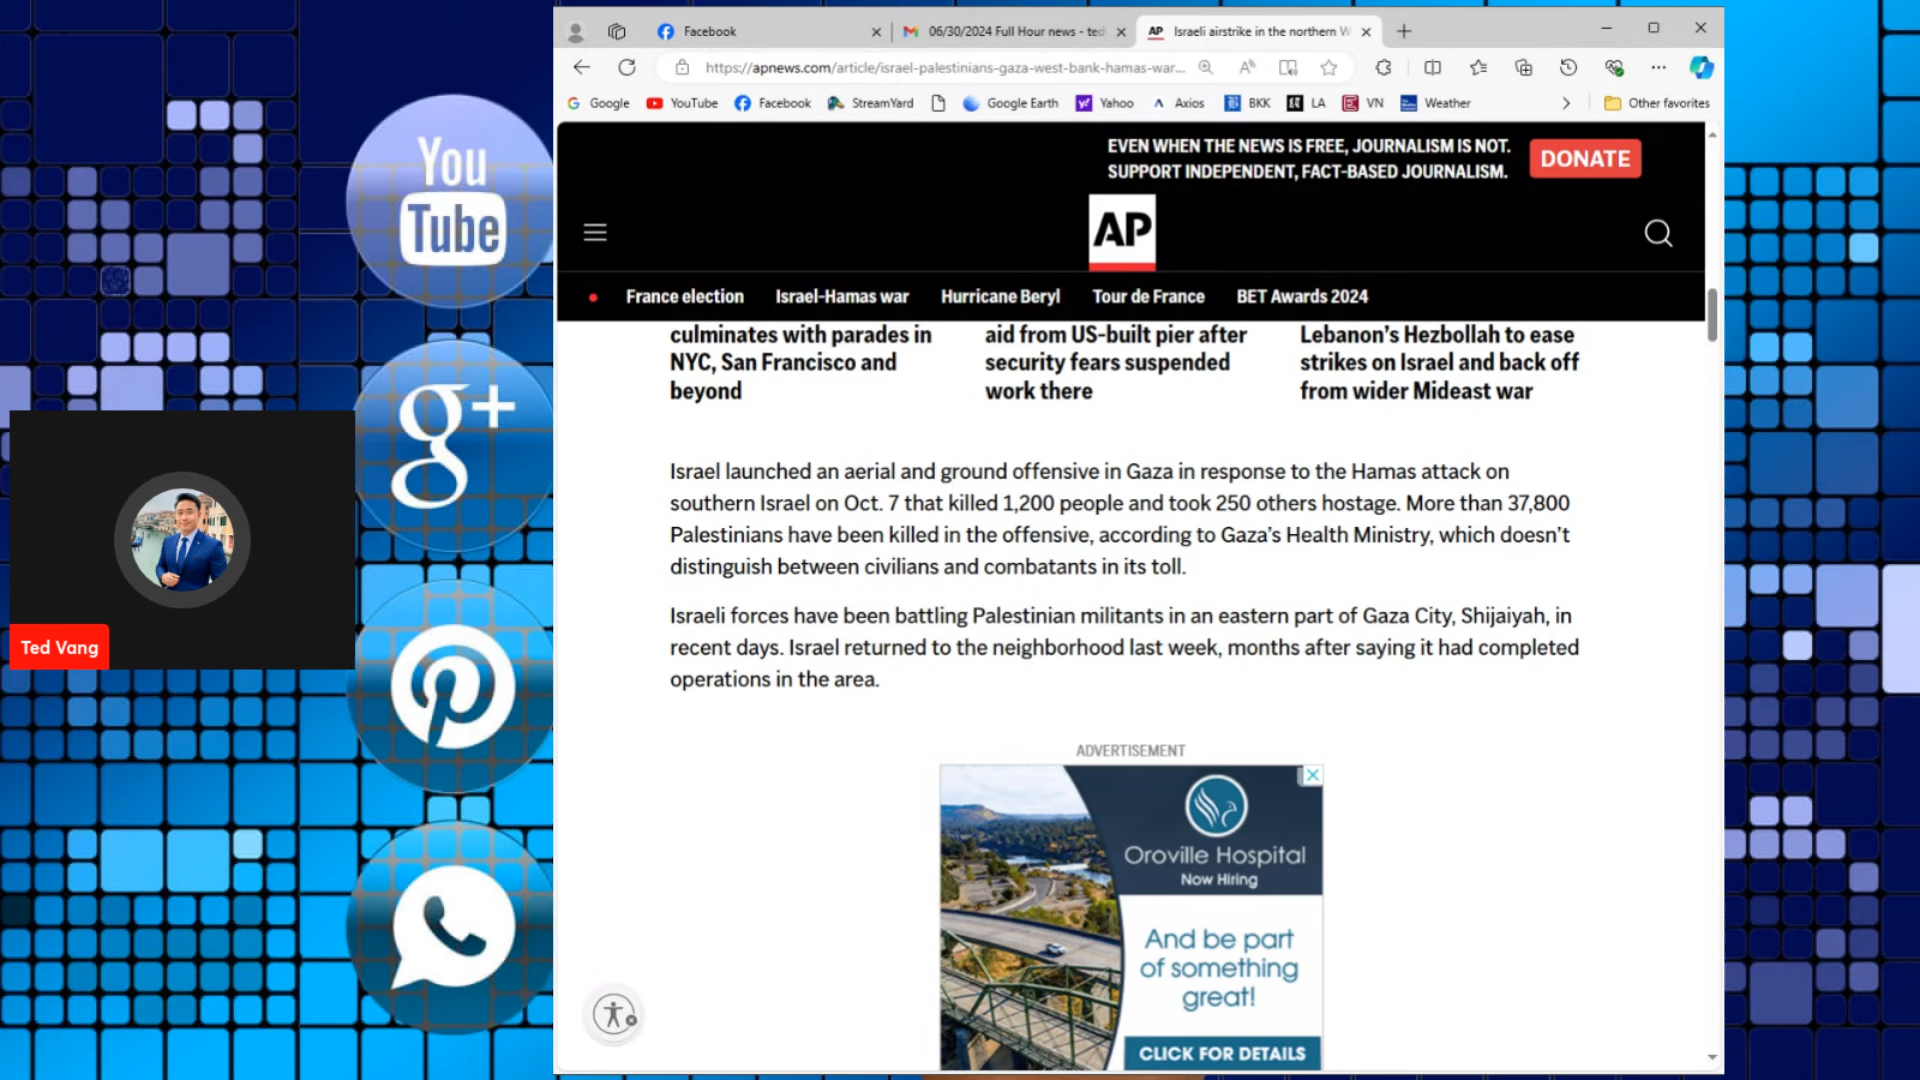 Facebook
06/30/2024 Full Hour news - ted
AP Israeli airstrike in the northern W
https://apnews.com/article/israel-palestinians-gaza-west-bank-hamas-war...
Google YouTube Facebook StreamYard Google Earth Yahoo Axios BKK LA VN Weather Other favorites
EVEN WHEN THE NEWS IS FREE, JOURNALISM IS NOT.
SUPPORT INDEPENDENT, FACT-BASED JOURNALISM.
DONATE
AP
France election Israel-Hamas war Hurricane Beryl Tour de France BET Awards 2024
culminates with parades in
NYC, San Francisco and
beyond
aid from US-built pier after
security fears suspended
work there
Lebanon’s Hezbollah to ease
strikes on Israel and back off
from wider Mideast war
Israel launched an aerial and ground offensive in Gaza in response to the Hamas attack on
southern Israel on Oct. 7 that killed 1,200 people and took 250 others hostage. More than 37,800
Palestinians have been killed in the offensive, according to Gaza’s Health Ministry, which doesn’t
distinguish between civilians and combatants in its toll.
Israeli forces have been battling Palestinian militants in an eastern part of Gaza City, Shijaiyah, in
recent days. Israel returned to the neighborhood last week, months after saying it had completed
operations in the area.
ADVERTISEMENT
Oroville Hospital
Now Hiring
And be part
of something
great!
CLICK FOR DETAILS
You
Tube
g+
Ted Vang